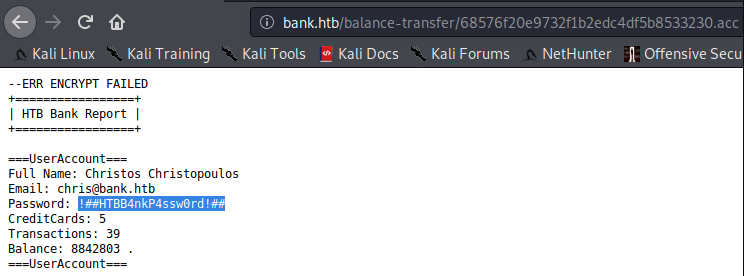 bank.htb/balance-transfer/68576f20e9732f1b2edc4df5b8533230.acc
Kali Linux Kali Training Kali Tools Kali Docs Kali Forums NetHunter Offensive Secu
--ERR ENCRYPT FAILED
+=================+
| HTB Bank Report |
+=================+
===UserAccount===
Full Name: Christos Christopoulos
Email: chris@bank.htb
Password: !##HTBB4nkP4ssw0rd!##
CreditCards: 5
Transactions: 39
Balance: 8842803 .
===UserAccount===